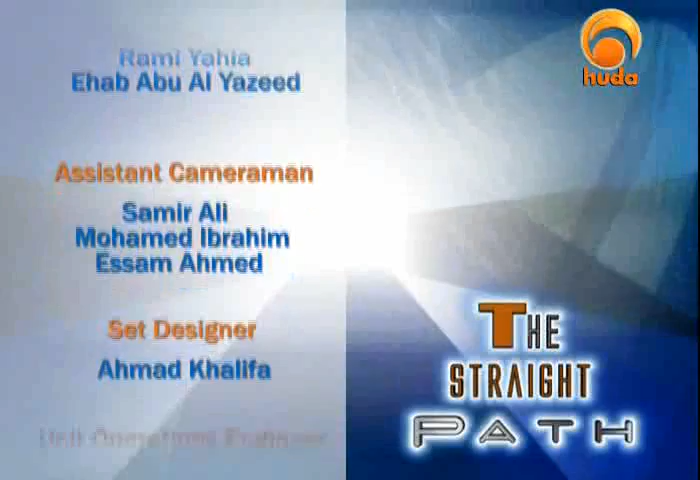 Rami Yahia
Ehab Abu Al Yazeed
Assistant Cameraman
Samir Ali
Mohamed Ibrahim
Essam Ahmed
Set Designer
Ahmad Khalifa
huda
THE
STRAIGHT
PATH